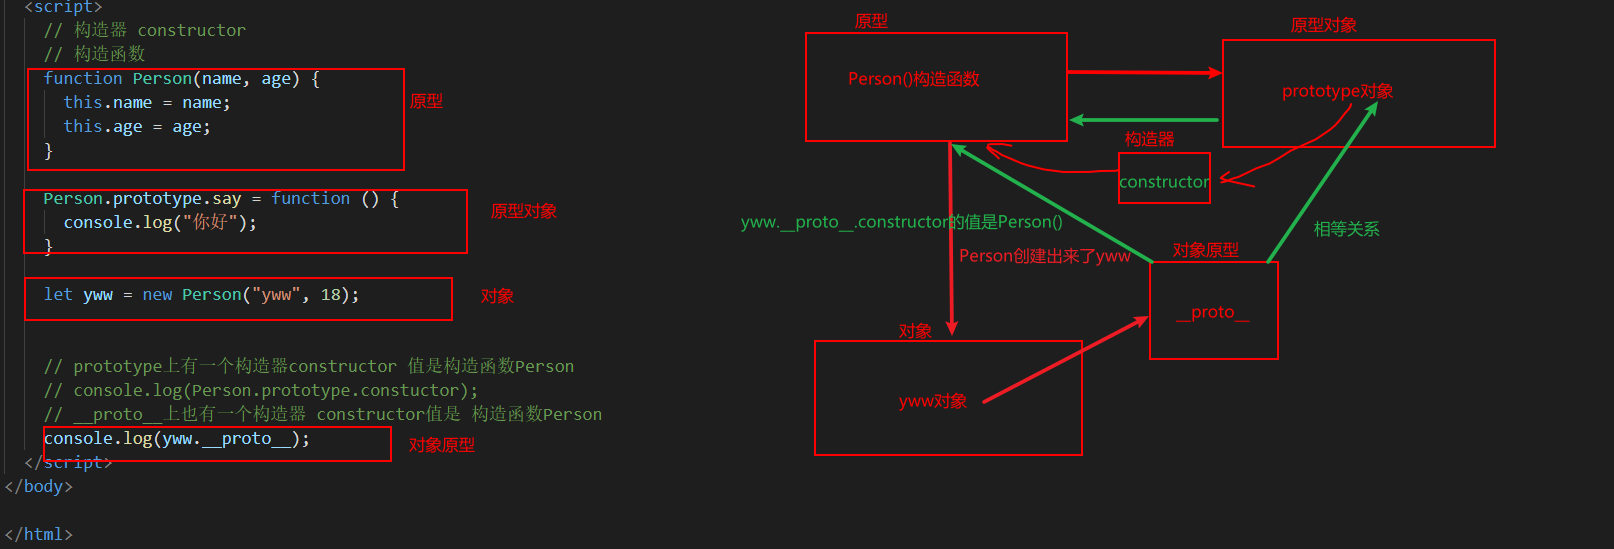 <script>
// 构造器 constructor
// 构造函数
function Person(name, age) {
this.name = name;
this.age = age;
}
原型
Person.prototype.say = function () {
console.log("你好");
}
原型对象
let yww = new Person("yww", 18);
对象
// prototype上有一个构造器constructor 值是构造函数Person
// console.log(Person.prototype.constuctor);
// __proto__上也有一个构造器 constructor值是 构造函数Person
console.log(yww.__proto__);
对象原型
</script>
</body>
</html>
原型
Person()构造函数
原型对象
prototype对象
构造器
constructor
yww.__proto__.constructor的值是Person()
相等关系
Person创建出来了yww
对象原型
__proto__
对象
yww对象